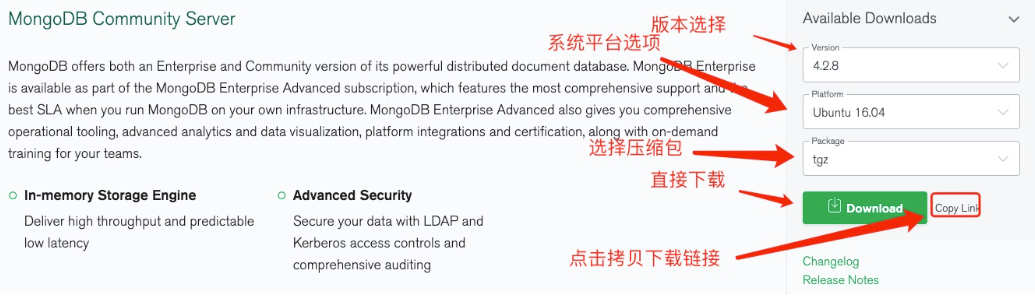 MongoDB Community Server
MongoDB offers both an Enterprise and Community version of its powerful distributed document database. MongoDB Enterprise
is available as part of the MongoDB Enterprise Advanced subscription, which features the most comprehensive support and the
best SLA when you run MongoDB on your own infrastructure. MongoDB Enterprise Advanced also gives you comprehensive
operational tooling, advanced analytics and data visualization, platform integrations and certification, along with on-demand
training for your teams.
In-memory Storage Engine
Deliver high throughput and predictable
low latency
Advanced Security
Secure your data with LDAP and
Kerberos access controls and
comprehensive auditing
版本选择
系统平台选项
选择压缩包
直接下载
点击拷贝下载链接
Available Downloads
Version
4.2.8
Platform
Ubuntu 16.04
Package
tgz
Download
Copy Link
Changelog
Release Notes